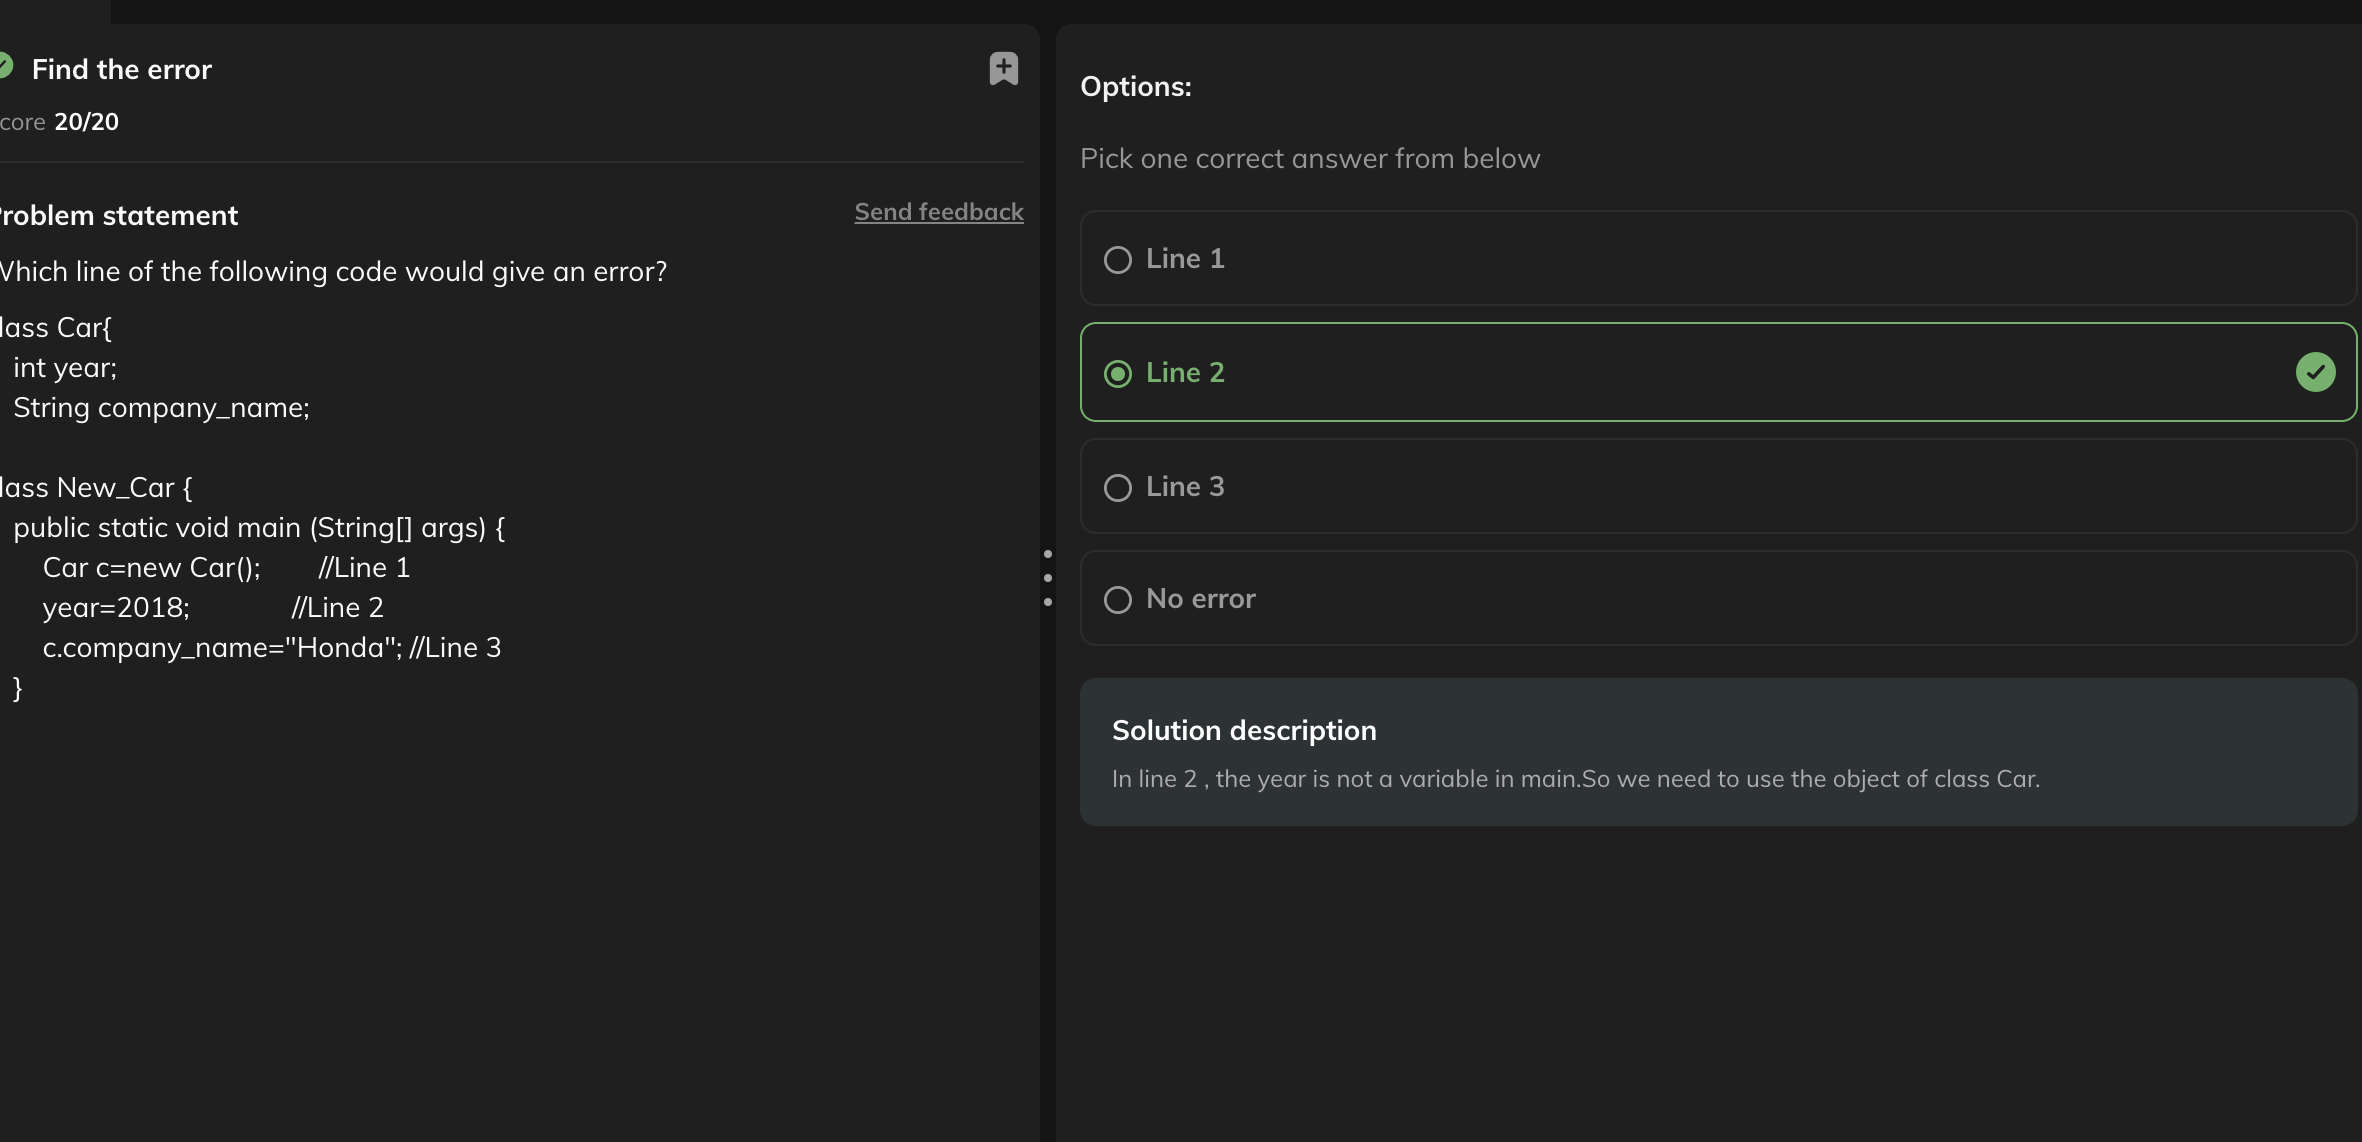 Find the error
core 20/20
Problem statement
Send feedback
Which line of the following code would give an error?
lass Car{
int year;
String company_name;
lass New_Car {
public static void main (String[] args) {
Car c=new Car(); //Line 1
year=2018; //Line 2
c.company_name="Honda"; //Line 3
}
Options:
Pick one correct answer from below
Line 1
Line 2
Line 3
No error
Solution description
In line 2 , the year is not a variable in main.So we need to use the object of class Car.